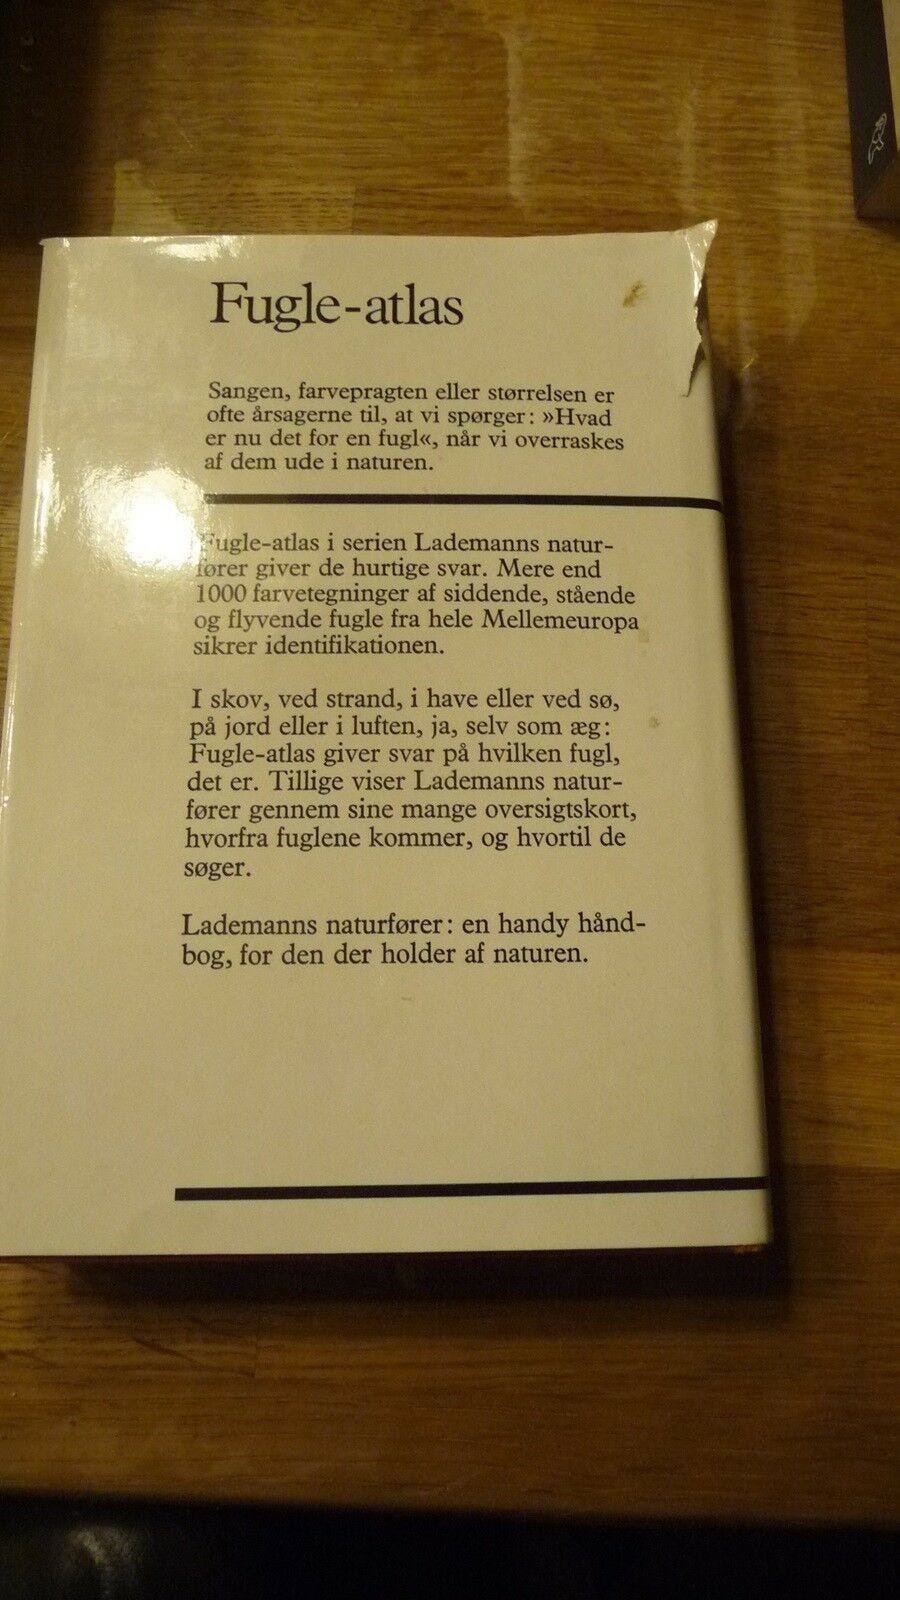 Fugle-atlas
Sangen, farvepragten eller størrelsen er
ofte årsagerne til, at vi spørger: »Hvad
er nu det for en fugl«, når vi overraskes
af dem ude i naturen.
Fugle-atlas i serien Lademanns natur-
fører giver de hurtige svar. Mere end
1000 farvetegninger af siddende, stående
og flyvende fugle fra hele Mellemeuropa
sikrer identifikationen.
I skov, ved strand, i have eller ved sø,
på jord eller i luften, ja, selv som æg:
Fugle-atlas giver svar på hvilken fugl,
det er. Tillige viser Lademanns natur-
fører gennem sine mange oversigtskort,
hvorfra fuglene kommer, og hvortil de
søger.
Lademanns naturfører: en handy hånd-
bog, for den der holder af naturen.